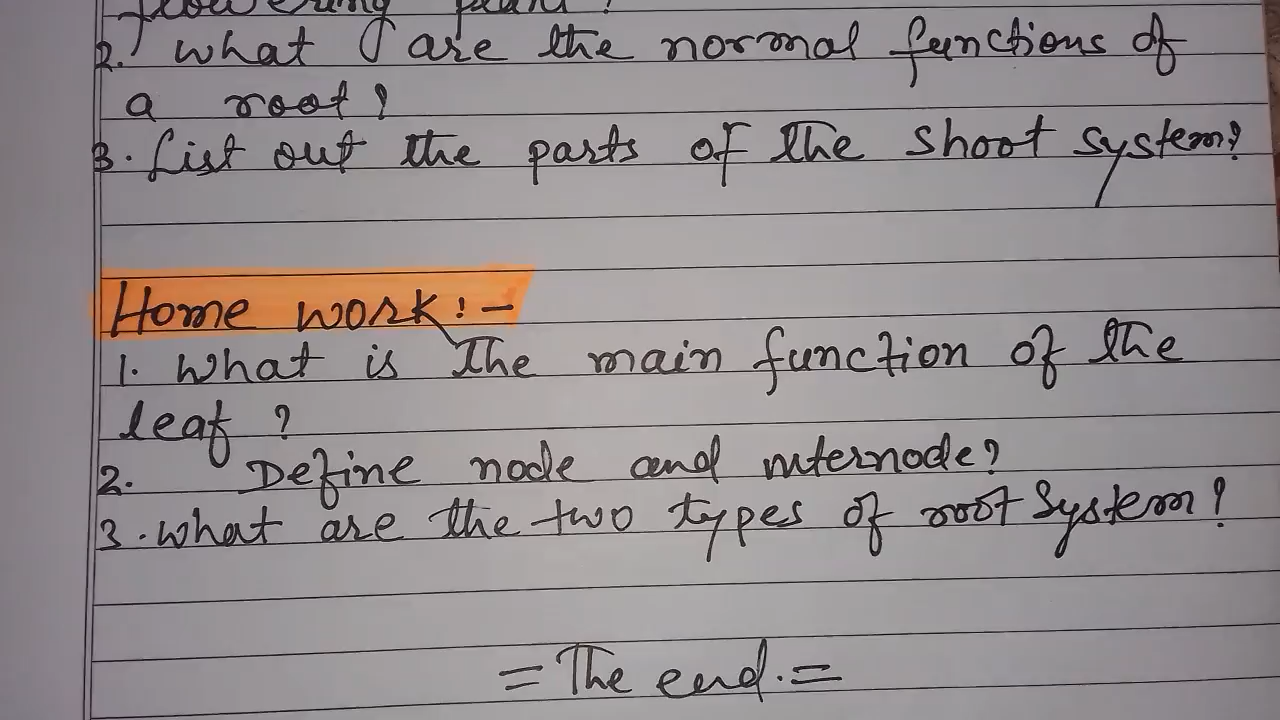 flowering plant?
2. what are the normal functions of
a root?
3. List out the parts of the shoot system?
Home work:-
1. What is The main function of the
leaf ?
2. Define node and internode?
3. what are the two types of root System?
= The end. =